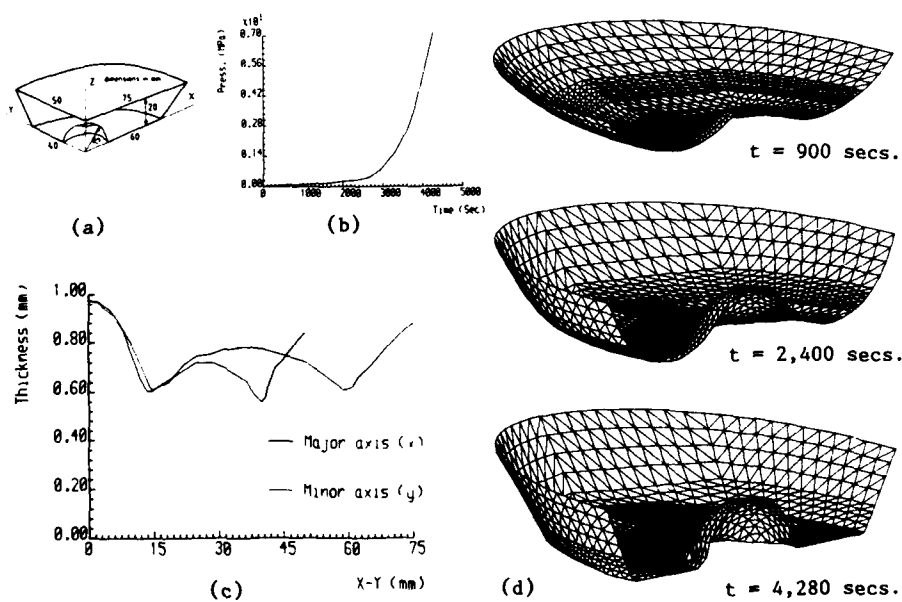 (a)
Z
dimensions in mm
Y
50
75
20
X
40
60
×10¹
Press. (MPa)
0.70
0.56
0.42
0.28
0.14
0.00
0
1000
2000
3000
4000
5000
Time (Sec)
(b)
Thickness (mm)
1.00
0.80
0.60
0.40
0.20
0.00
0
15
30
45
60
75
X-Y (mm)
Major axis (x)
Minor axis (y)
(c)
t = 900 secs.
t = 2,400 secs.
t = 4,280 secs.
(d)